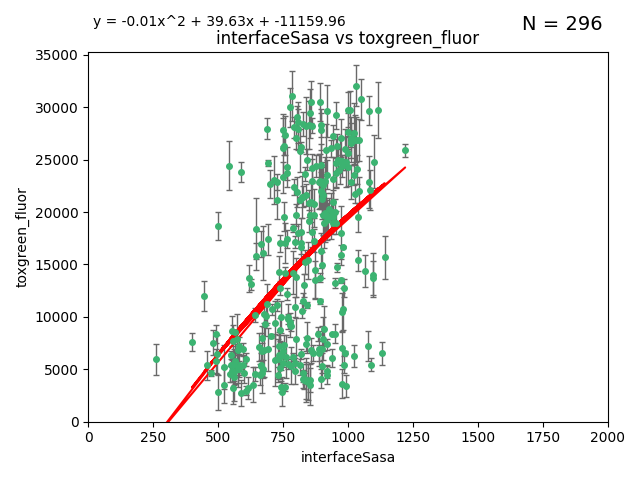 y = -0.01x^2 + 39.63x + -11159.96
N = 296
interfaceSasa vs toxgreen_fluor
35000
30000
25000
20000
15000
10000
5000
0
toxgreen_fluor
0 250 500 750 1000 1250 1500 1750 2000
interfaceSasa